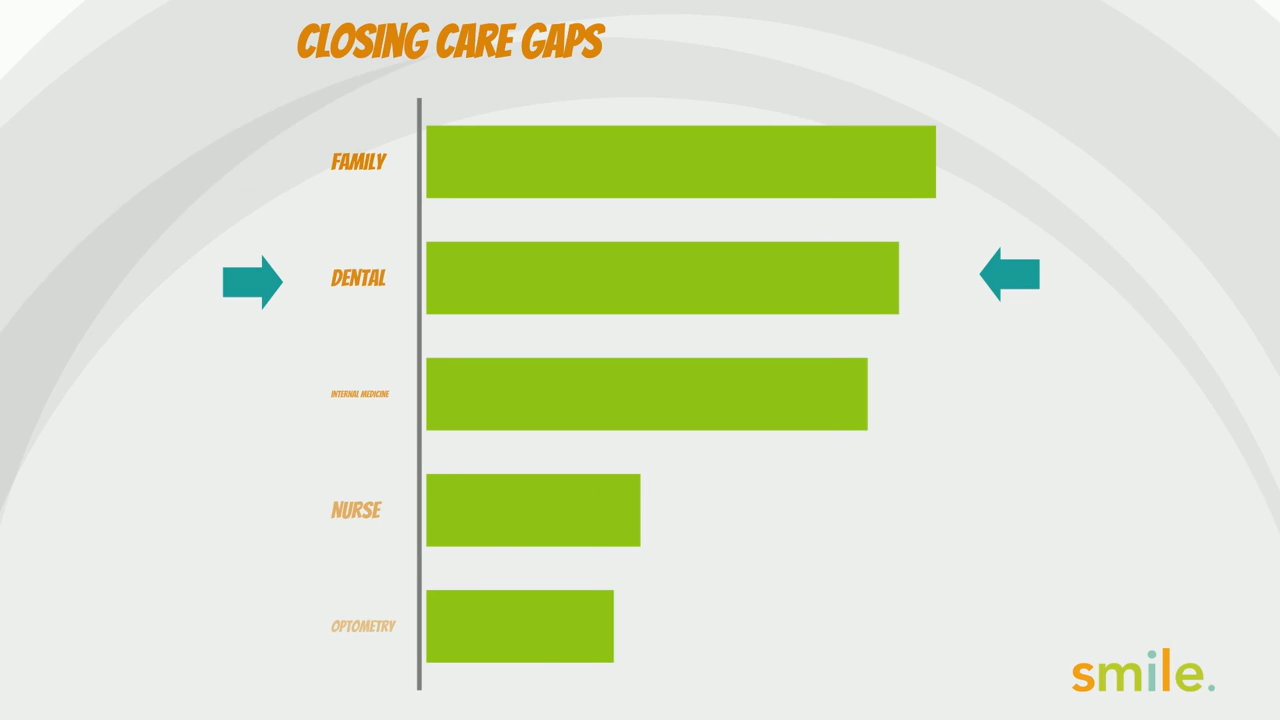 CLOSING CARE GAPS
FAMILY
DENTAL
INTERNAL MEDICINE
NURSE
OPTOMETRY
smile.